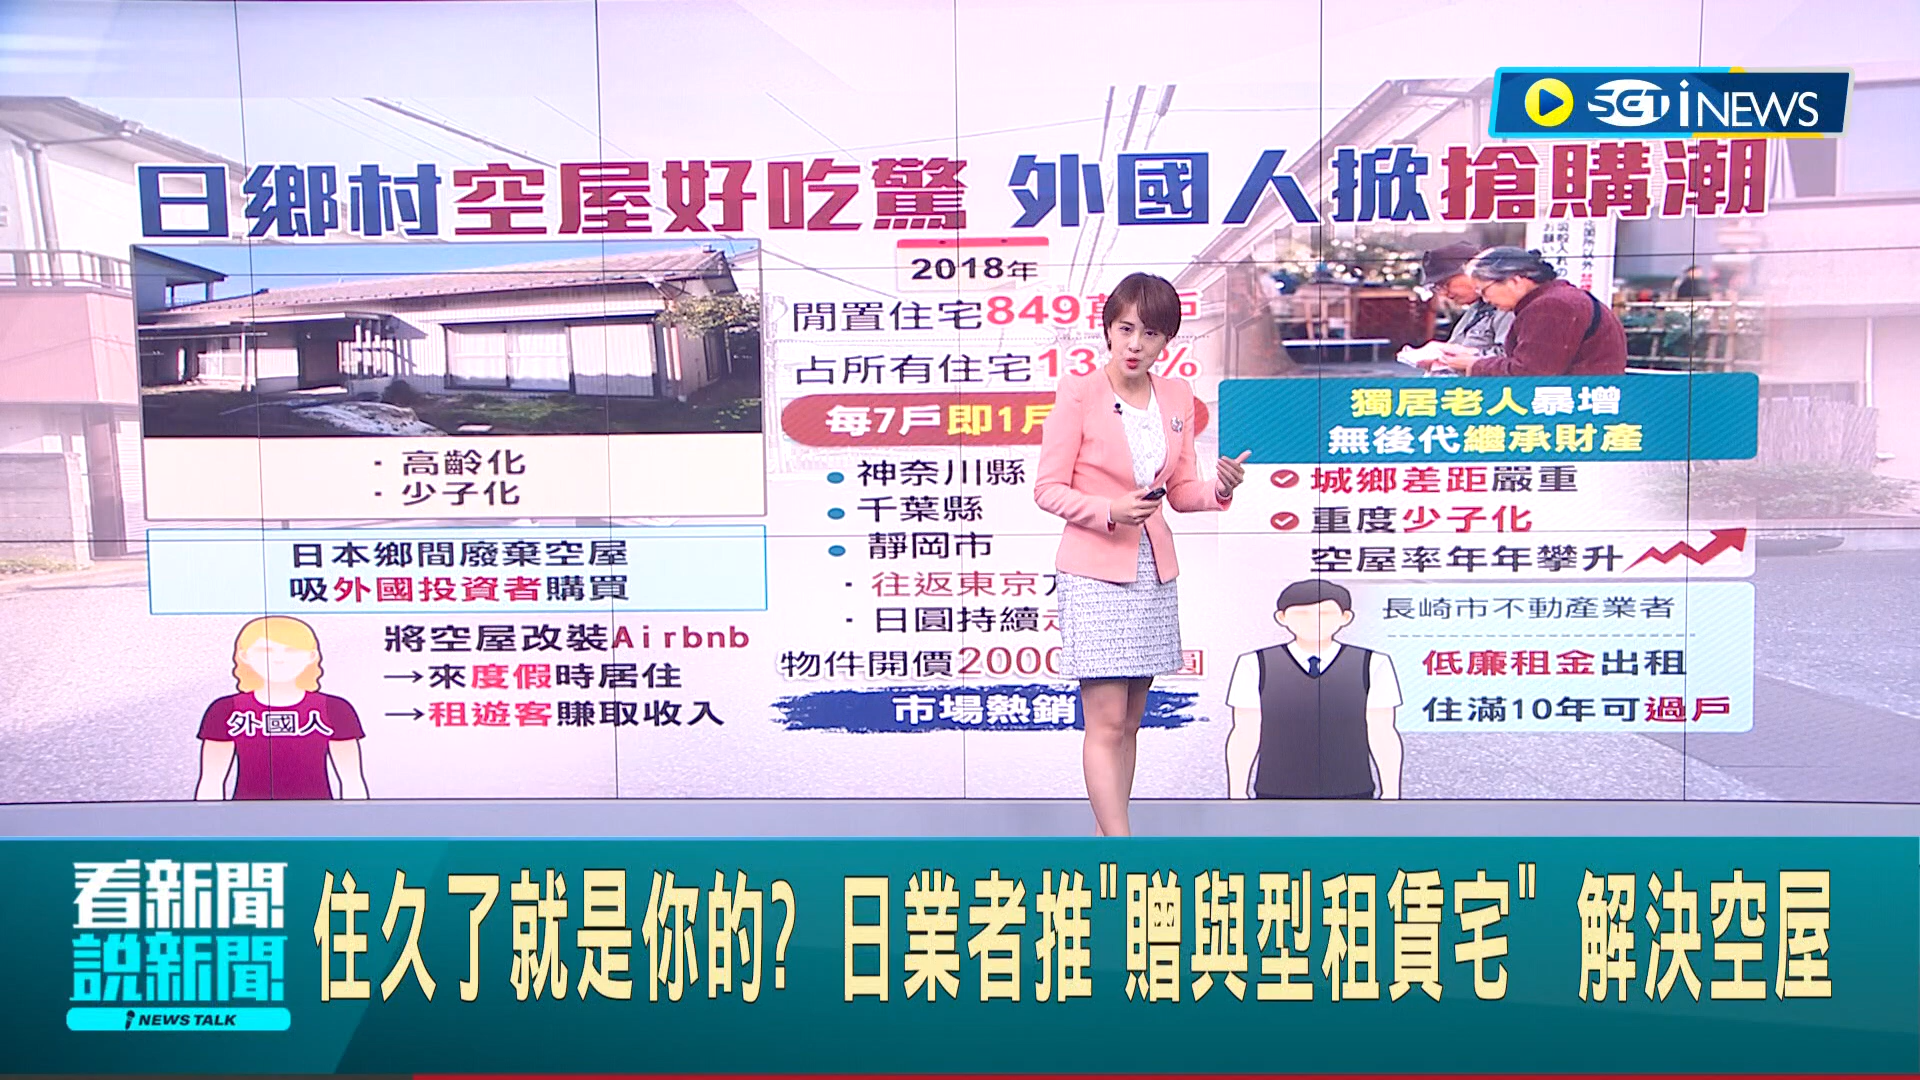 SETiNEWS
日鄉村空屋好吃驚 外國人掀搶購潮
· 高齡化
· 少子化
日本鄉間廢棄空屋
吸外國投資者購買
外國人
將空屋改裝Airbnb
→來度假時居住
→租遊客賺取收入
2018年
閒置住宅849萬戶
占所有住宅13 %
每7戶即1戶
神奈川縣
千葉縣
靜岡市
· 往返東京
· 日圓持續
物件開價2000 圓
市場熱銷
獨居老人暴增
無後代繼承財產
城鄉差距嚴重
重度少子化
空屋率年年攀升
長崎市不動產業者
低廉租金出租
住滿10年可過戶
看新聞
說新聞
iNEWS TALK
住久了就是你的? 日業者推"贈與型租賃宅" 解決空屋